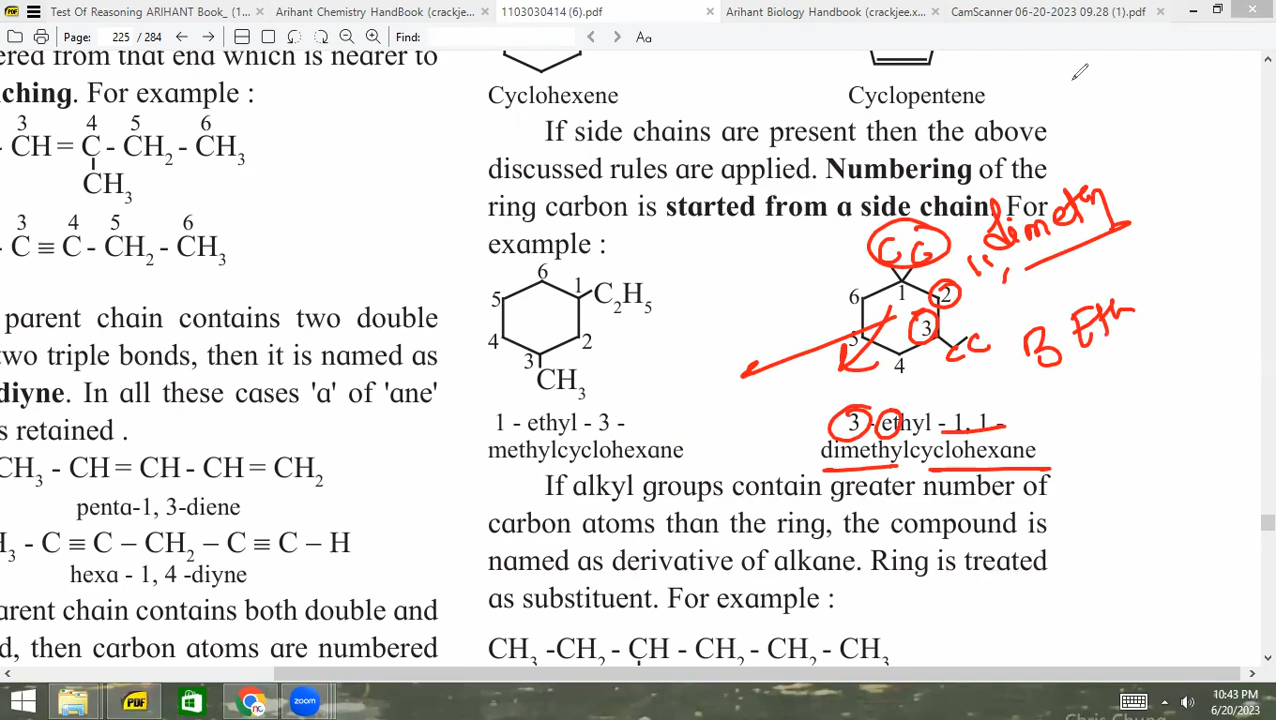 Test Of Reasoning ARIHANT Book_ (1...
Arihant Chemistry HandBook (crackjee...
1103030414 (6).pdf
Arihant Biology Handbook (crackjee.x...
CamScanner 06-20-2023 09.28 (1).pdf
Page: 225 / 284
Find:
Aa
ered from that end which is nearer to
ching. For example :
3 4 5 6
- CH = C - CH2 - CH3
CH3
3 4 5 6
- C ≡ C - CH2 - CH3
parent chain contains two double
two triple bonds, then it is named as
diyne. In all these cases 'a' of 'ane'
s retained .
CH3 - CH = CH - CH = CH2
penta-1, 3-diene
H3 - C ≡ C – CH2 – C ≡ C – H
hexa - 1, 4 -diyne
arent chain contains both double and
d, then carbon atoms are numbered
Cyclohexene
Cyclopentene
If side chains are present then the above
discussed rules are applied. Numbering of the
ring carbon is started from a side chain. For
example :
6
5
1
C2H5
4
2
3
CH3
1 - ethyl - 3 -
methylcyclohexane
C C
6
1
2
5
3
4
C C
3 Eth
3 - ethyl - 1, 1 -
dimethylcyclohexane
If alkyl groups contain greater number of
carbon atoms than the ring, the compound is
named as derivative of alkane. Ring is treated
as substituent. For example :
CH3 -CH2 - CH - CH2 - CH2 - CH3
PDF
zoom
10:43 PM
6/20/2023